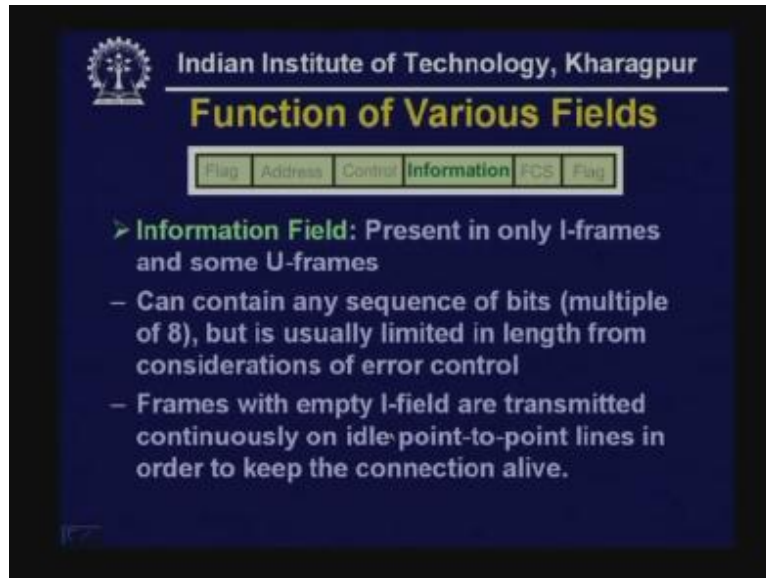 Indian Institute of Technology, Kharagpur
Function of Various Fields
Flag Address Control Information FCS Flag
➢ Information Field: Present in only I-frames
and some U-frames
– Can contain any sequence of bits (multiple
of 8), but is usually limited in length from
considerations of error control
– Frames with empty I-field are transmitted
continuously on idle point-to-point lines in
order to keep the connection alive.